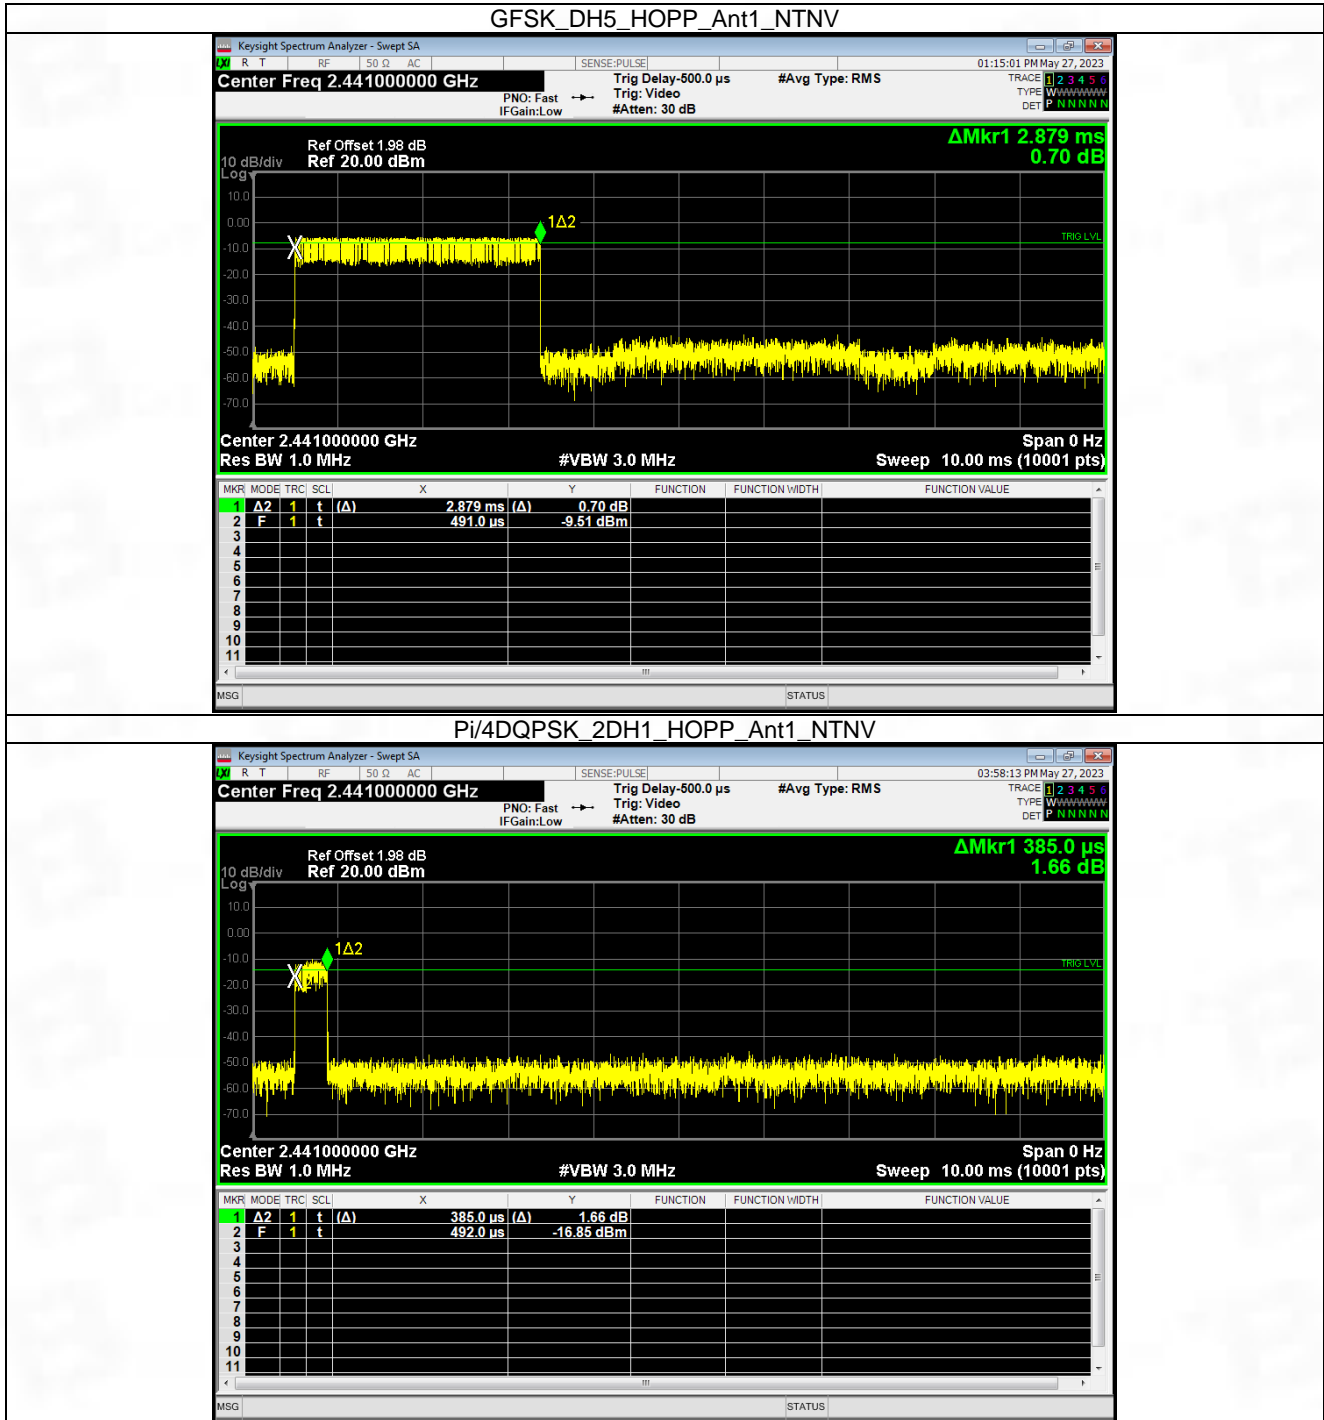 GFSK_DH5_HOPP_Ant1_NTNV
Keysight Spectrum Analyzer - Swept SA
LXI R T RF 50 Ω AC SENSE:PULSE 01:15:01 PM May 27, 2023
Center Freq 2.441000000 GHz
PNO: Fast
IFGain:Low
Trig Delay-500.0 µs
Trig: Video
#Atten: 30 dB
#Avg Type: RMS
TRACE 1 2 3 4 5 6
TYPE WWWWWW
DET P N N N N N
ΔMkr1 2.879 ms
0.70 dB
Ref Offset 1.98 dB
10 dB/div Ref 20.00 dBm
Log
10.0
0.00
1Δ2
TRIG LVL
-10.0
-20.0
-30.0
-40.0
-50.0
-60.0
-70.0
Center 2.441000000 GHz Span 0 Hz
Res BW 1.0 MHz #VBW 3.0 MHz Sweep 10.00 ms (10001 pts)
MKR MODE TRC SCL X Y FUNCTION FUNCTION WIDTH FUNCTION VALUE
1 Δ2 1 t (Δ) 2.879 ms (Δ) 0.70 dB
2 F 1 t 491.0 µs -9.51 dBm
3
4
5
6
7
8
9
10
11
MSG STATUS
Pi/4DQPSK_2DH1_HOPP_Ant1_NTNV
Keysight Spectrum Analyzer - Swept SA
LXI R T RF 50 Ω AC SENSE:PULSE 03:58:13 PM May 27, 2023
Center Freq 2.441000000 GHz
PNO: Fast
IFGain:Low
Trig Delay-500.0 µs
Trig: Video
#Atten: 30 dB
#Avg Type: RMS
TRACE 1 2 3 4 5 6
TYPE WWWWWW
DET P N N N N N
ΔMkr1 385.0 µs
1.66 dB
Ref Offset 1.98 dB
10 dB/div Ref 20.00 dBm
Log
10.0
0.00
1Δ2
-10.0
TRIG LVL
-20.0
-30.0
-40.0
-50.0
-60.0
-70.0
Center 2.441000000 GHz Span 0 Hz
Res BW 1.0 MHz #VBW 3.0 MHz Sweep 10.00 ms (10001 pts)
MKR MODE TRC SCL X Y FUNCTION FUNCTION WIDTH FUNCTION VALUE
1 Δ2 1 t (Δ) 385.0 µs (Δ) 1.66 dB
2 F 1 t 492.0 µs -16.85 dBm
3
4
5
6
7
8
9
10
11
MSG STATUS